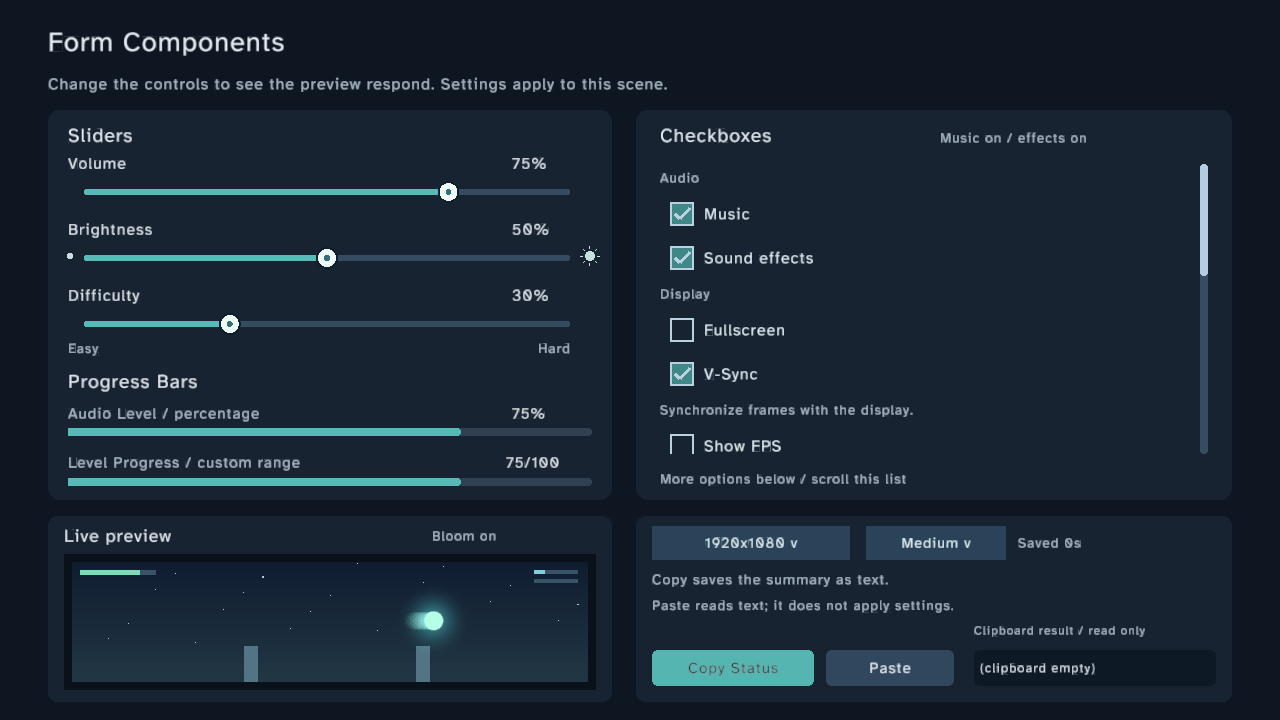 Form Components
Change the controls to see the preview respond. Settings apply to this scene.
Sliders
Volume 75%
Brightness 50%
Difficulty 30%
Easy Hard
Progress Bars
Audio Level / percentage 75%
Level Progress / custom range 75/100
Checkboxes Music on / effects on
Audio
Music
Sound effects
Display
Fullscreen
V-Sync
Synchronize frames with the display.
Show FPS
More options below / scroll this list
Live preview Bloom on
1920x1080 v Medium v Saved 0s
Copy saves the summary as text.
Paste reads text; it does not apply settings.
Clipboard result / read only
Copy Status Paste (clipboard empty)